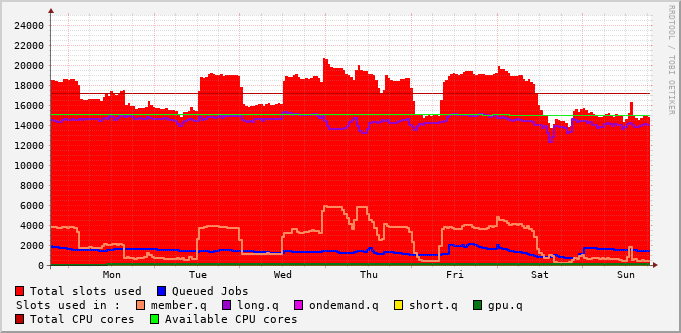 24000
22000
20000
18000
16000
14000
12000
10000
8000
6000
4000
2000
0
Mon Tue Wed Thu Fri Sat Sun
RRDTOOL / TOBI OETIKER
Total slots used Queued Jobs
Slots used in : member.q long.q ondemand.q short.q gpu.q
Total CPU cores Available CPU cores